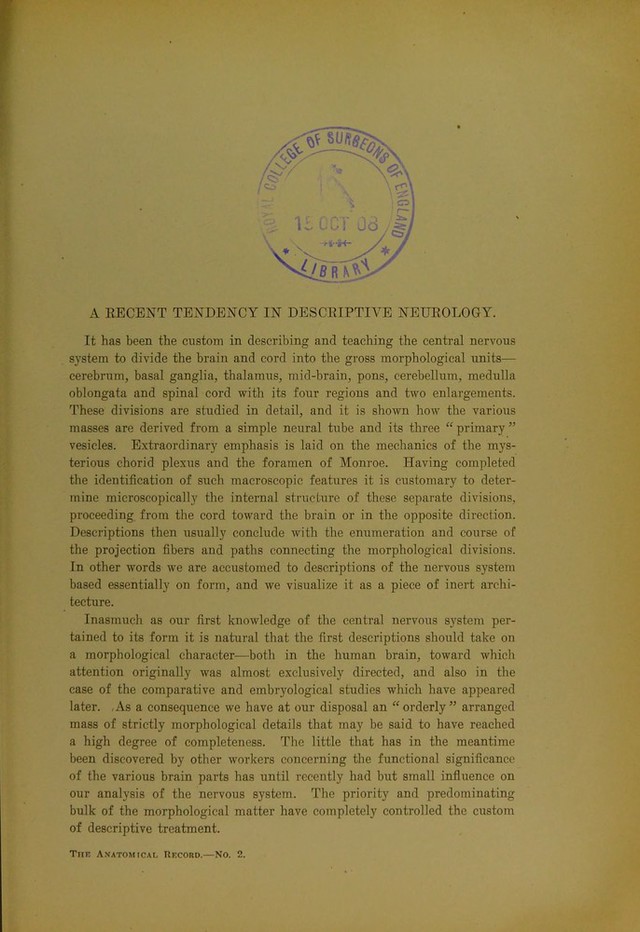 ROYAL COLLEGE OF SURGEONS OF ENGLAND
15 OCT 08
LIBRARY
A RECENT TENDENCY IN DESCRIPTIVE NEUROLOGY.
It has been the custom in describing and teaching the central nervous
system to divide the brain and cord into the gross morphological units—
cerebrum, basal ganglia, thalamus, mid-brain, pons, cerebellum, medulla
oblongata and spinal cord with its four regions and two enlargements.
These divisions are studied in detail, and it is shown how the various
masses are derived from a simple neural tube and its three “ primary ”
vesicles. Extraordinary emphasis is laid on the mechanics of the mys-
terious chorid plexus and the foramen of Monroe. Having completed
the identification of such macroscopic features it is customary to deter-
mine microscopically the internal structure of these separate divisions,
proceeding from the cord toward the brain or in the opposite direction.
Descriptions then usually conclude with the enumeration and course of
the projection fibers and paths connecting the morphological divisions.
In other words we are accustomed to descriptions of the nervous system
based essentially on form, and we visualize it as a piece of inert archi-
tecture.
Inasmuch as our first knowledge of the central nervous system per-
tained to its form it is natural that the first descriptions should take on
a morphological character—both in the human brain, toward which
attention originally was almost exclusively directed, and also in the
case of the comparative and embryological studies which have appeared
later. As a consequence we have at our disposal an “ orderly ” arranged
mass of strictly morphological details that may be said to have reached
a high degree of completeness. The little that has in the meantime
been discovered by other workers concerning the functional significance
of the various brain parts has until recently had but small influence on
our analysis of the nervous system. The priority and predominating
bulk of the morphological matter have completely controlled the custom
of descriptive treatment.
THE ANATOMICAL RECORD.—No. 2.